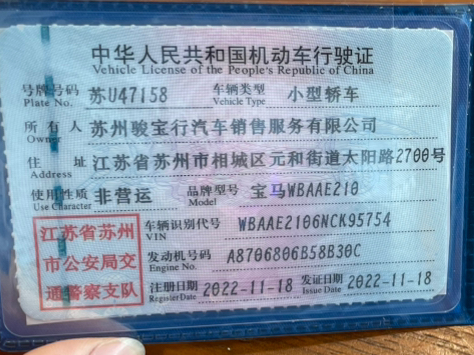 中华人民共和国机动车行驶证
Vehicle License of the People's Republic of China
号牌号码 苏U47158 车辆类型 小型轿车
Plate No. Vehicle Type
所有人 苏州骏宝行汽车销售服务有限公司
Owner
住址 江苏省苏州市相城区元和街道太阳路2700号
Address
使用性质 非营运 品牌型号 宝马WBAAE210
Use Character Model
江苏省苏州
市公安局交
通警察支队
车辆识别代号 WBAAE2106NCK95754
VIN
发动机号码 A8706806B58B30C
Engine No.
注册日期 2022-11-18 发证日期 2022-11-18
Register Date Issue Date